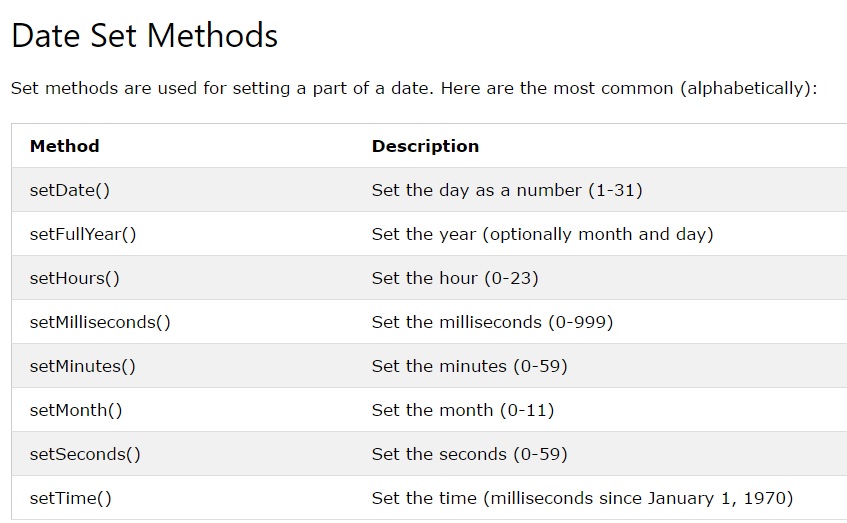 Date Set Methods
Set methods are used for setting a part of a date. Here are the most common (alphabetically):
Method Description
setDate() Set the day as a number (1-31)
setFullYear() Set the year (optionally month and day)
setHours() Set the hour (0-23)
setMilliseconds() Set the milliseconds (0-999)
setMinutes() Set the minutes (0-59)
setMonth() Set the month (0-11)
setSeconds() Set the seconds (0-59)
setTime() Set the time (milliseconds since January 1, 1970)